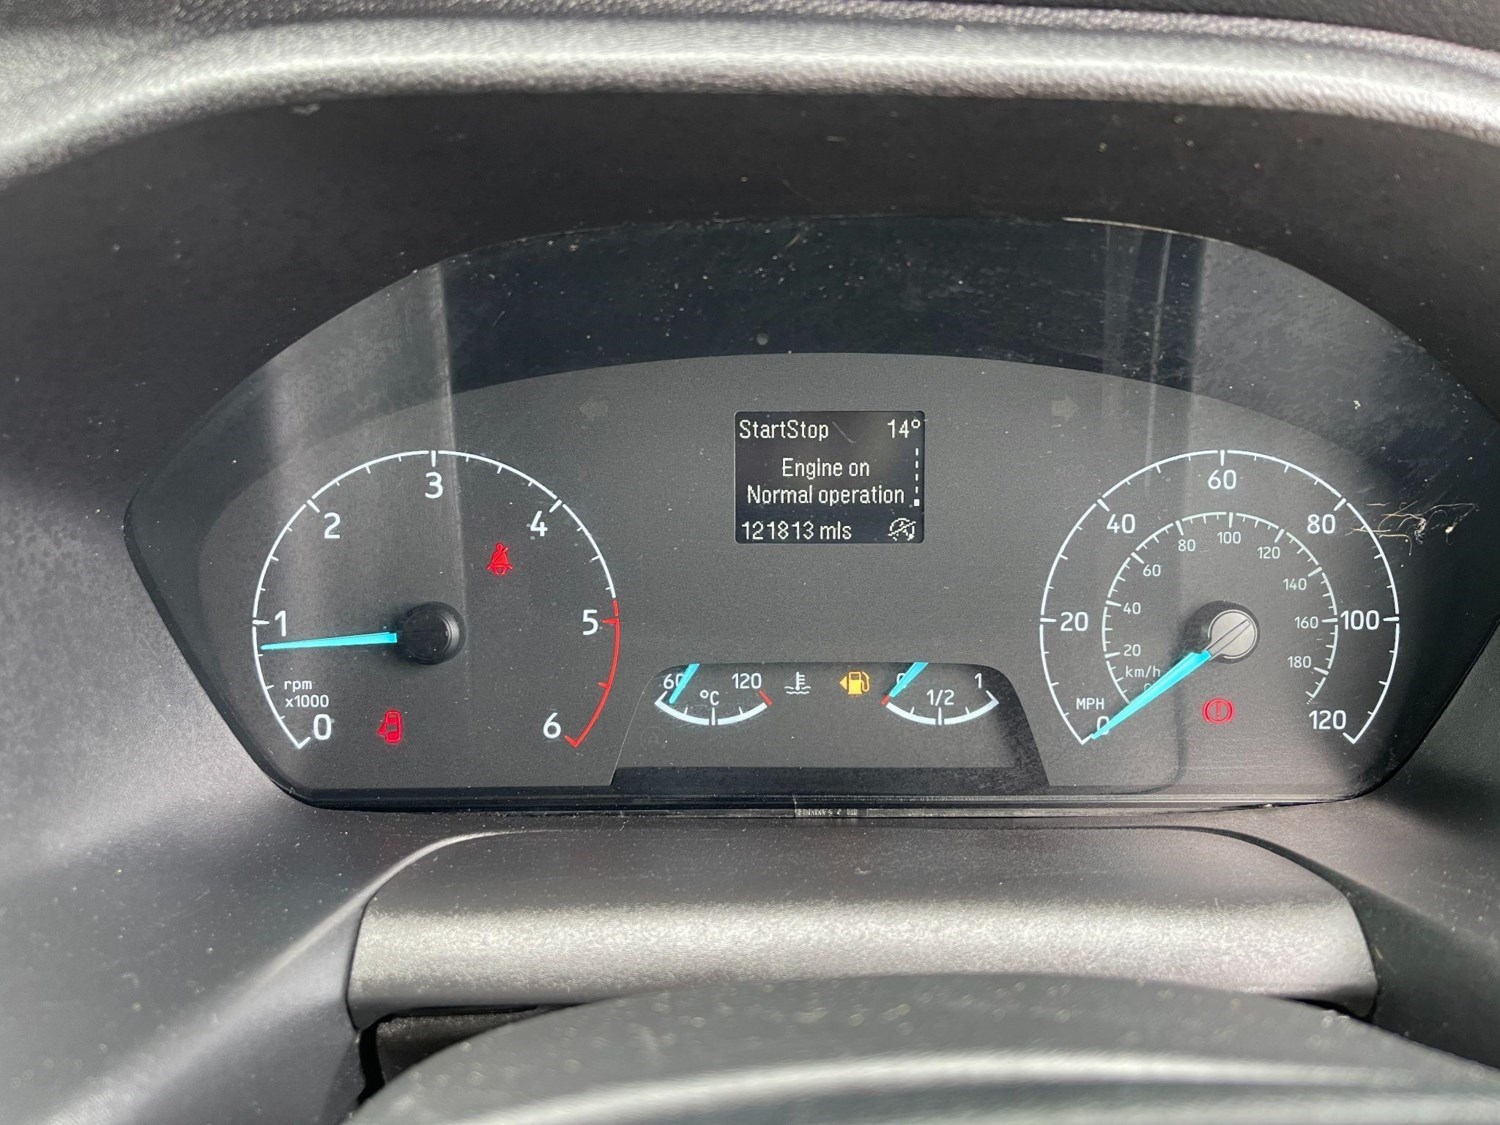 StartStop 14°
Engine on
Normal operation
121813 mls
0
1
2
3
4
5
6
rpm
x1000
60 120
°C
0 1/2 1
0 20 40 60 80 100 120
MPH
20 40 60 80 100 120 140 160 180
km/h